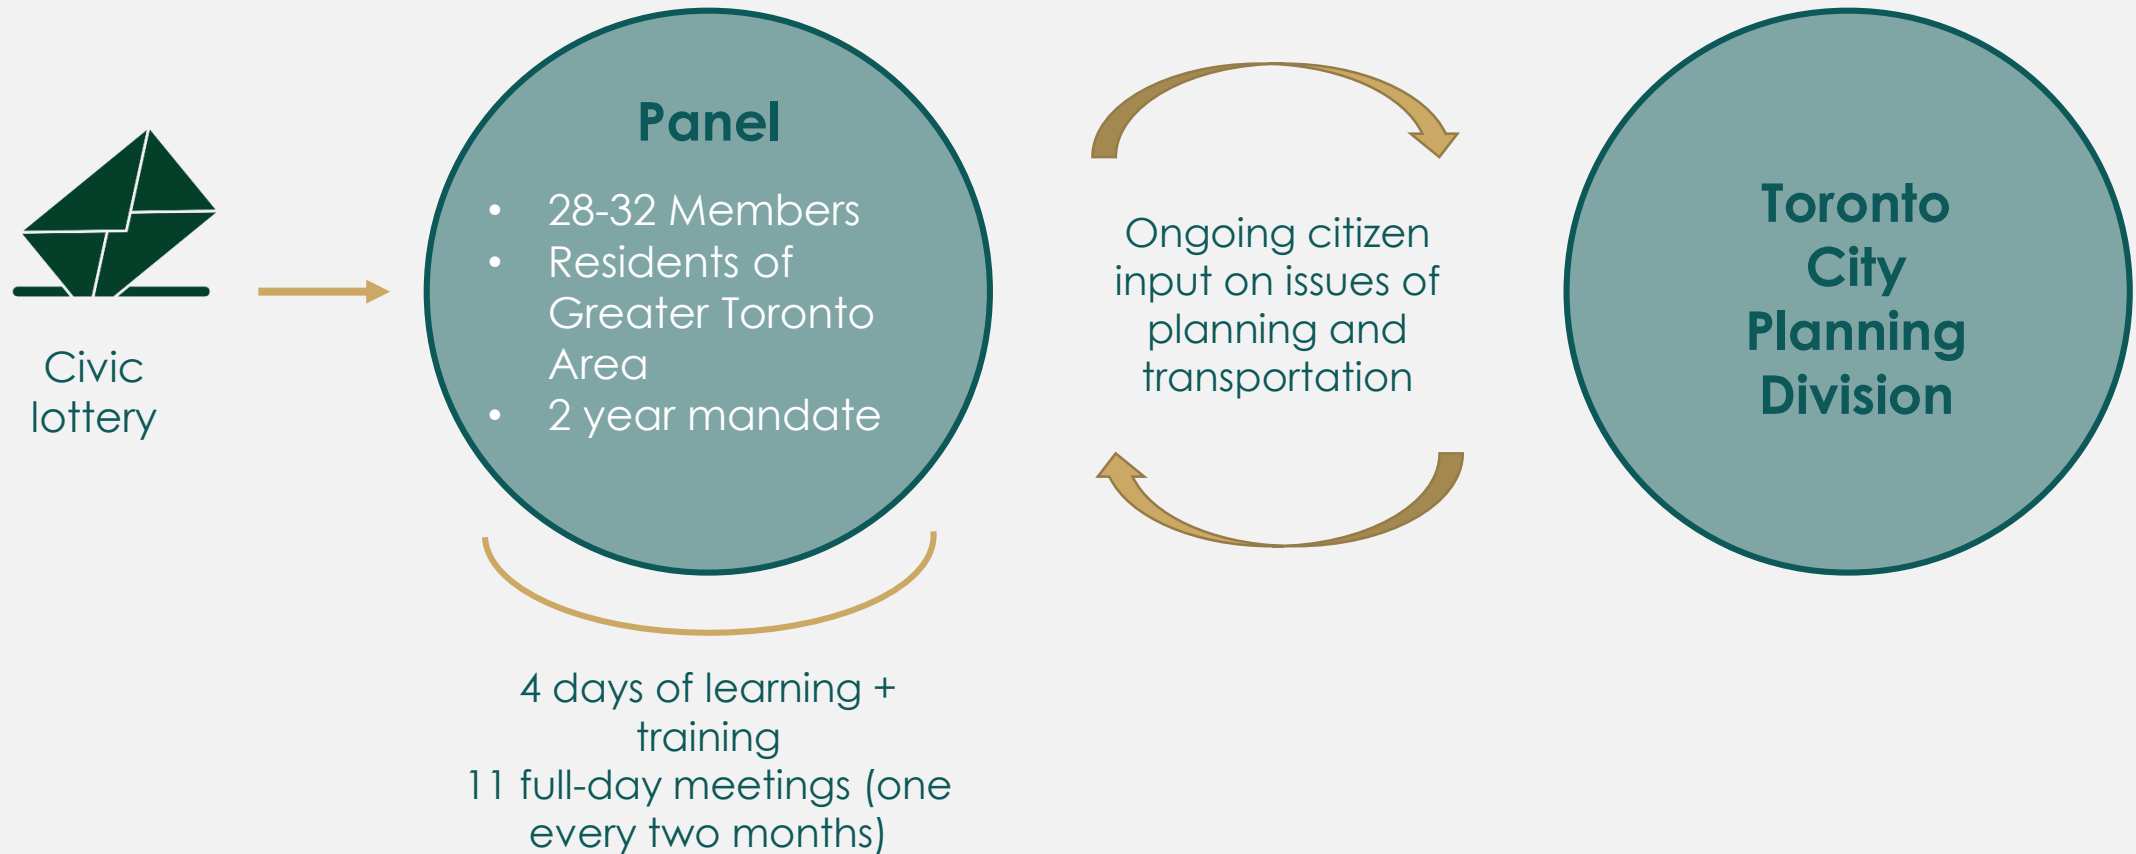 Civic
lottery
Panel
• 28-32 Members
• Residents of
Greater Toronto
Area
• 2 year mandate
4 days of learning +
training
11 full-day meetings (one
every two months)
Ongoing citizen
input on issues of
planning and
transportation
Toronto
City
Planning
Division